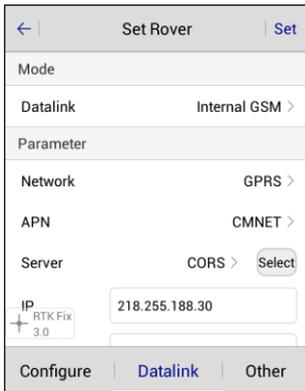 Set Rover
Set
Mode
Datalink
Internal GSM
Parameter
Network
GPRS
APN
CMNET
Server
CORS
Select
IP
218.255.188.30
RTK Fix
3.0
Configure
Datalink
Other